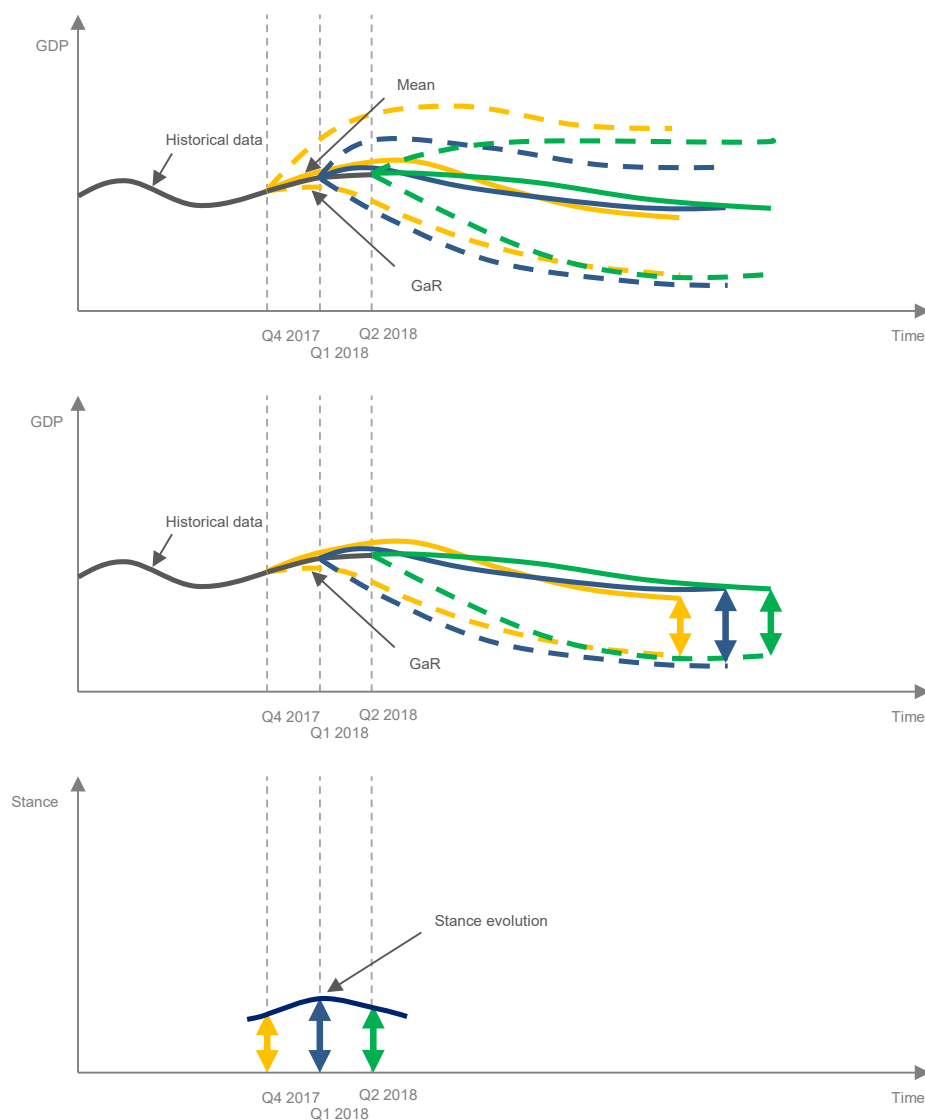 GDP
Mean
Historical data
GaR
Q4 2017
Q1 2018
Q2 2018
Time
GDP
Historical data
GaR
Q4 2017
Q1 2018
Q2 2018
Time
Stance
Stance evolution
Q4 2017
Q1 2018
Q2 2018
Time